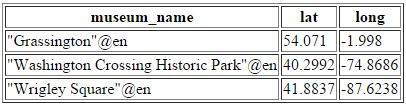 museum_name lat long
"Grassington"@en 54.071 -1.998
"Washington Crossing Historic Park"@en 40.2992 -74.8686
"Wrigley Square"@en 41.8837 -87.6238